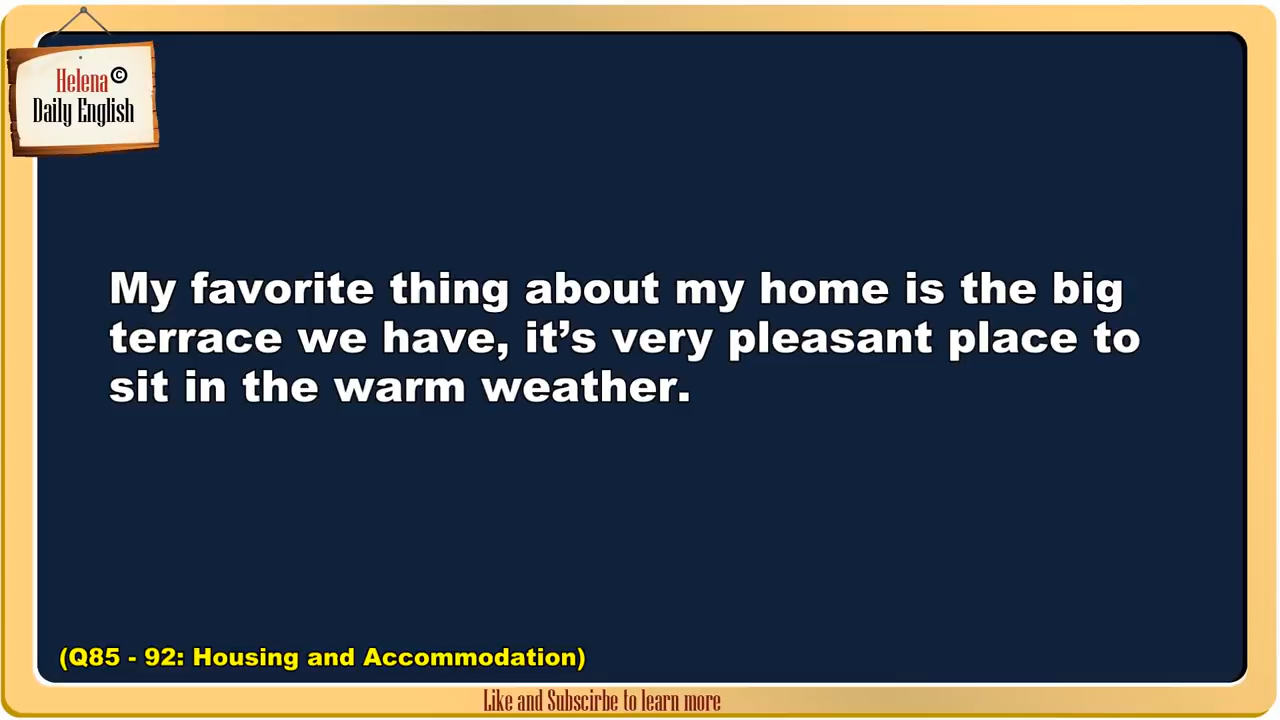 Helena©
Daily English
My favorite thing about my home is the big
terrace we have, it’s very pleasant place to
sit in the warm weather.
(Q85 - 92: Housing and Accommodation)
Like and Subscirbe to learn more